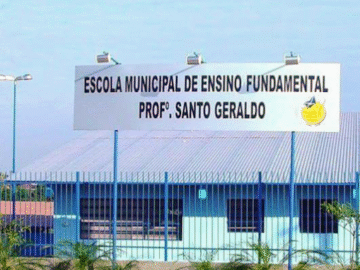 ESCOLA MUNICIPAL DE ENSINO FUNDAMENTAL
PROFº. SANTO GERALDO